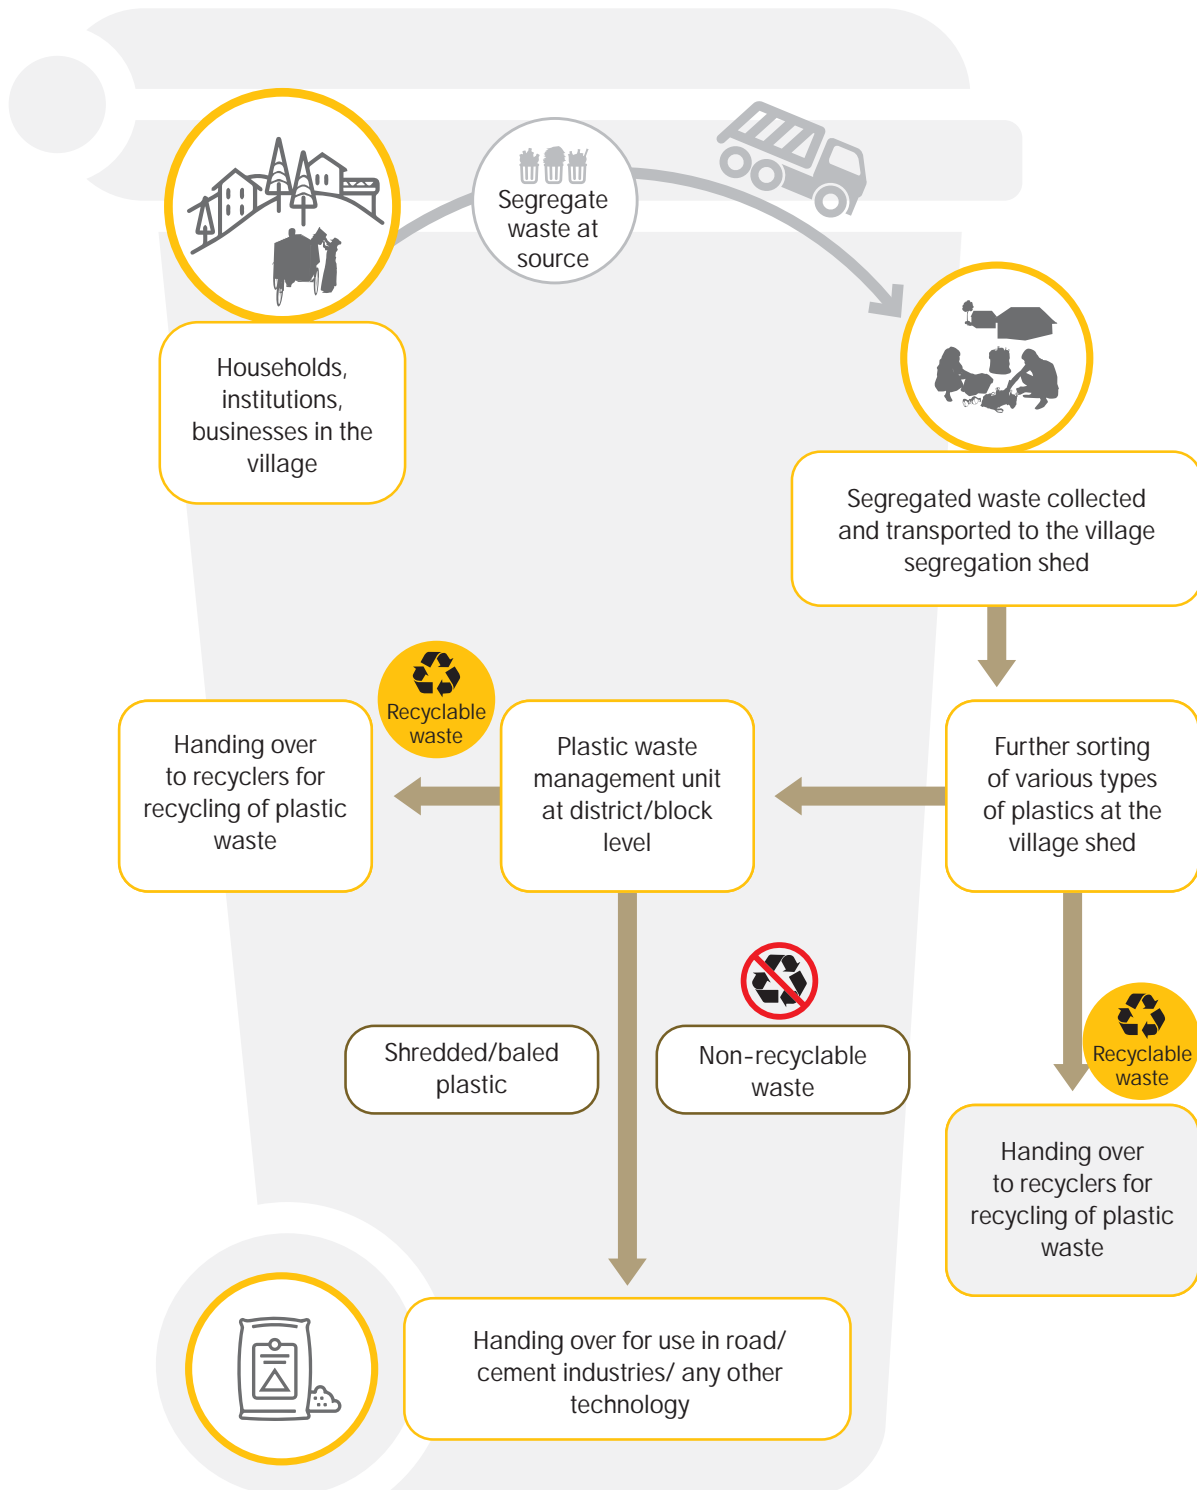 Segregate
waste at
source
Households,
institutions,
businesses in the
village
Segregated waste collected
and transported to the village
segregation shed
Recyclable
waste
Handing over
to recyclers for
recycling of plastic
waste
Plastic waste
management unit
at district/block
level
Further sorting
of various types
of plastics at the
village shed
Shredded/baled
plastic
Non-recyclable
waste
Recyclable
waste
Handing over
to recyclers for
recycling of plastic
waste
Handing over for use in road/
cement industries/ any other
technology